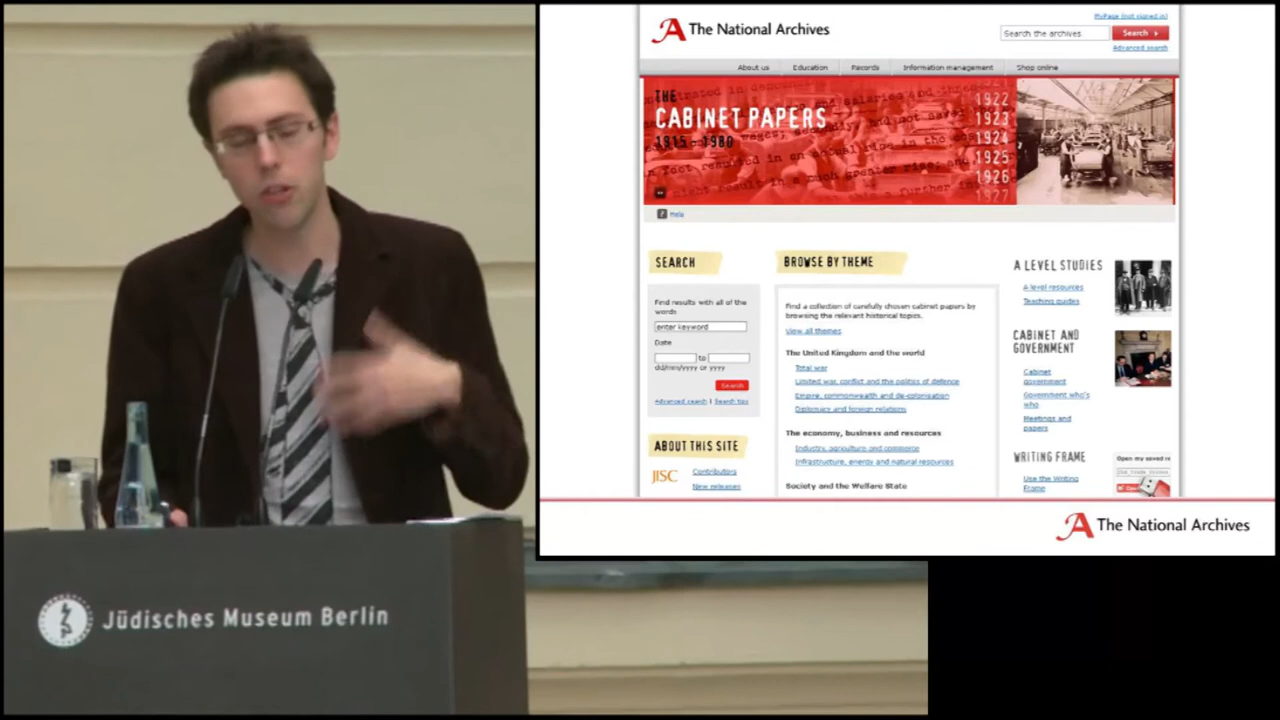 The National Archives
MyPage (not signed in)
Search the archives
Search
Advanced search
About us
Education
Records
Information management
Shop online
THE
CABINET PAPERS
1915 - 1980
1922
1923
1924
1925
1926
1927
Help
SEARCH
Find results with all of the
words
enter keyword
Date
to
dd/mm/yyyy or yyyy
Search
Advanced search | Search tips
ABOUT THIS SITE
JISC
Contributors
New releases
BROWSE BY THEME
Find a collection of carefully chosen cabinet papers by
browsing the relevant historical topics.
View all themes
The United Kingdom and the world
Total war
United war, conflict and the politics of defence
Empire, commonwealth and de-colonisation
Diplomacy and foreign relations
The economy, business and resources
Industry, agriculture and commerce
Infrastructure, energy and natural resources
Society and the Welfare State
A LEVEL STUDIES
A level resources
Teaching guides
CABINET AND
GOVERNMENT
Cabinet
government
Government who's
who
Meetings and
papers
WRITING FRAME
Use the Writing
Frame
Open my saved
The National Archives
Jüdisches Museum Berlin